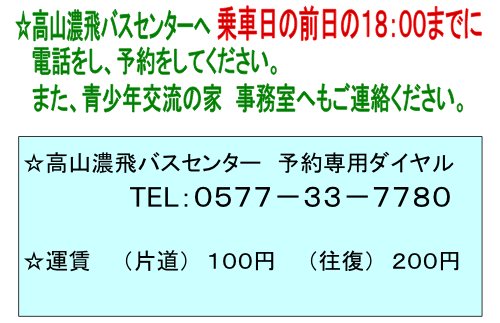 ☆高山濃飛バスセンターへ 乗車日の前日の18:00までに
電話をし、予約をしてください。
また、青少年交流の家　事務室へもご連絡ください。
☆高山濃飛バスセンター　予約専用ダイヤル
TEL:０５７７－３３－７７８０
☆運賃　（片道）　１００円　（往復）　２００円